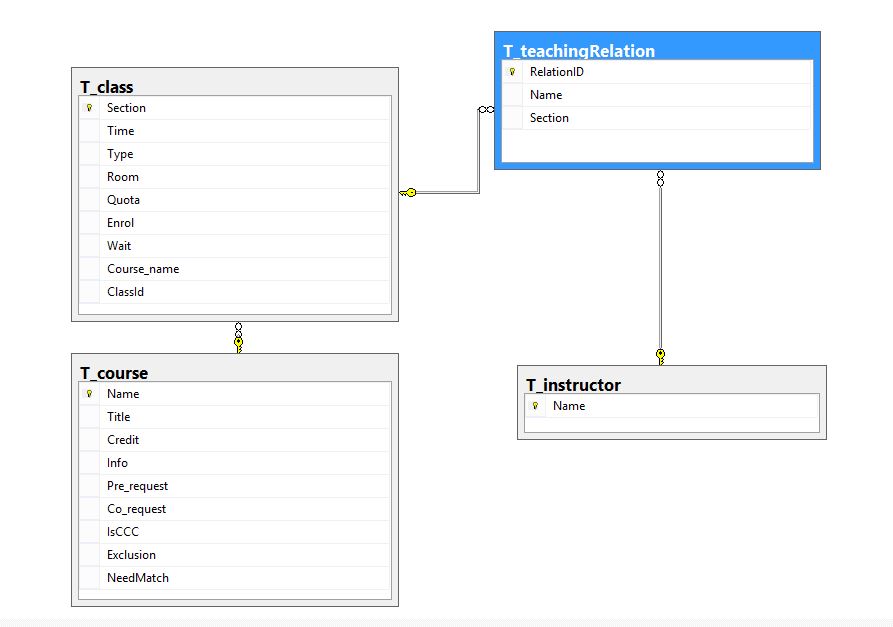 T_class
Section
Time
Type
Room
Quota
Enrol
Wait
Course_name
ClassId
T_teachingRelation
RelationID
Name
Section
T_course
Name
Title
Credit
Info
Pre_request
Co_request
IsCCC
Exclusion
NeedMatch
T_instructor
Name